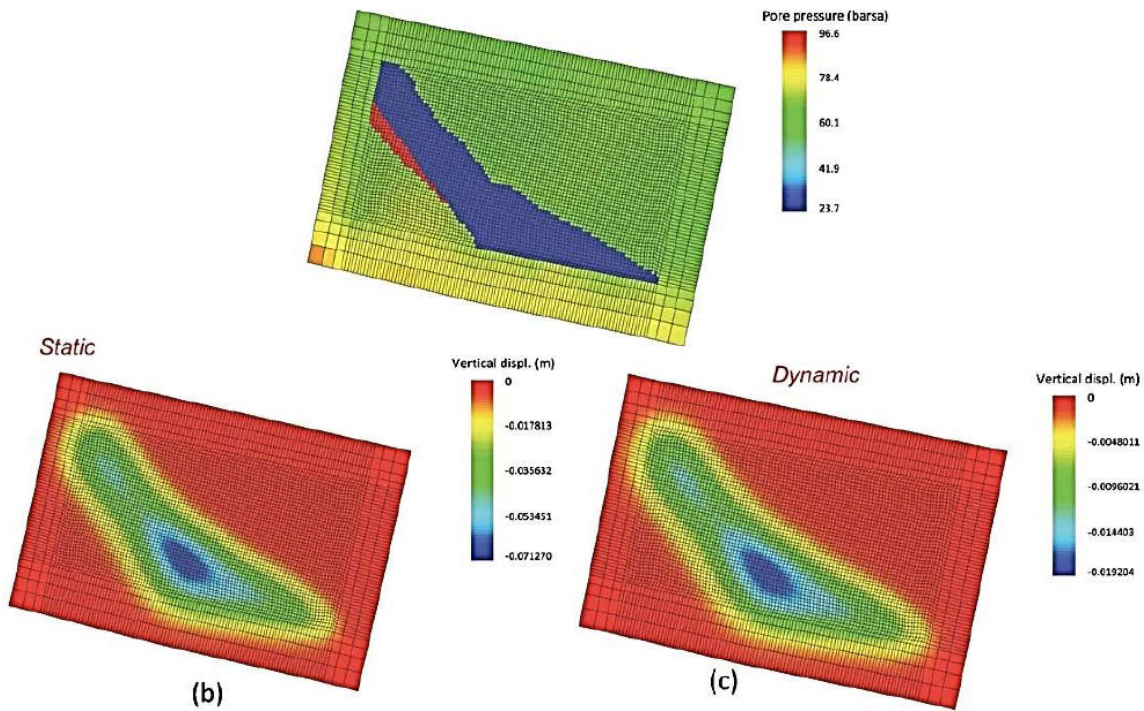 Pore pressure (barsa)
96.6
78.4
60.1
41.9
23.7
Static
Vertical displ. (m)
0
-0.017813
-0.035632
-0.053451
-0.071270
(b)
Dynamic
Vertical displ. (m)
0
-0.0048011
-0.0096021
-0.014403
-0.019204
(c)